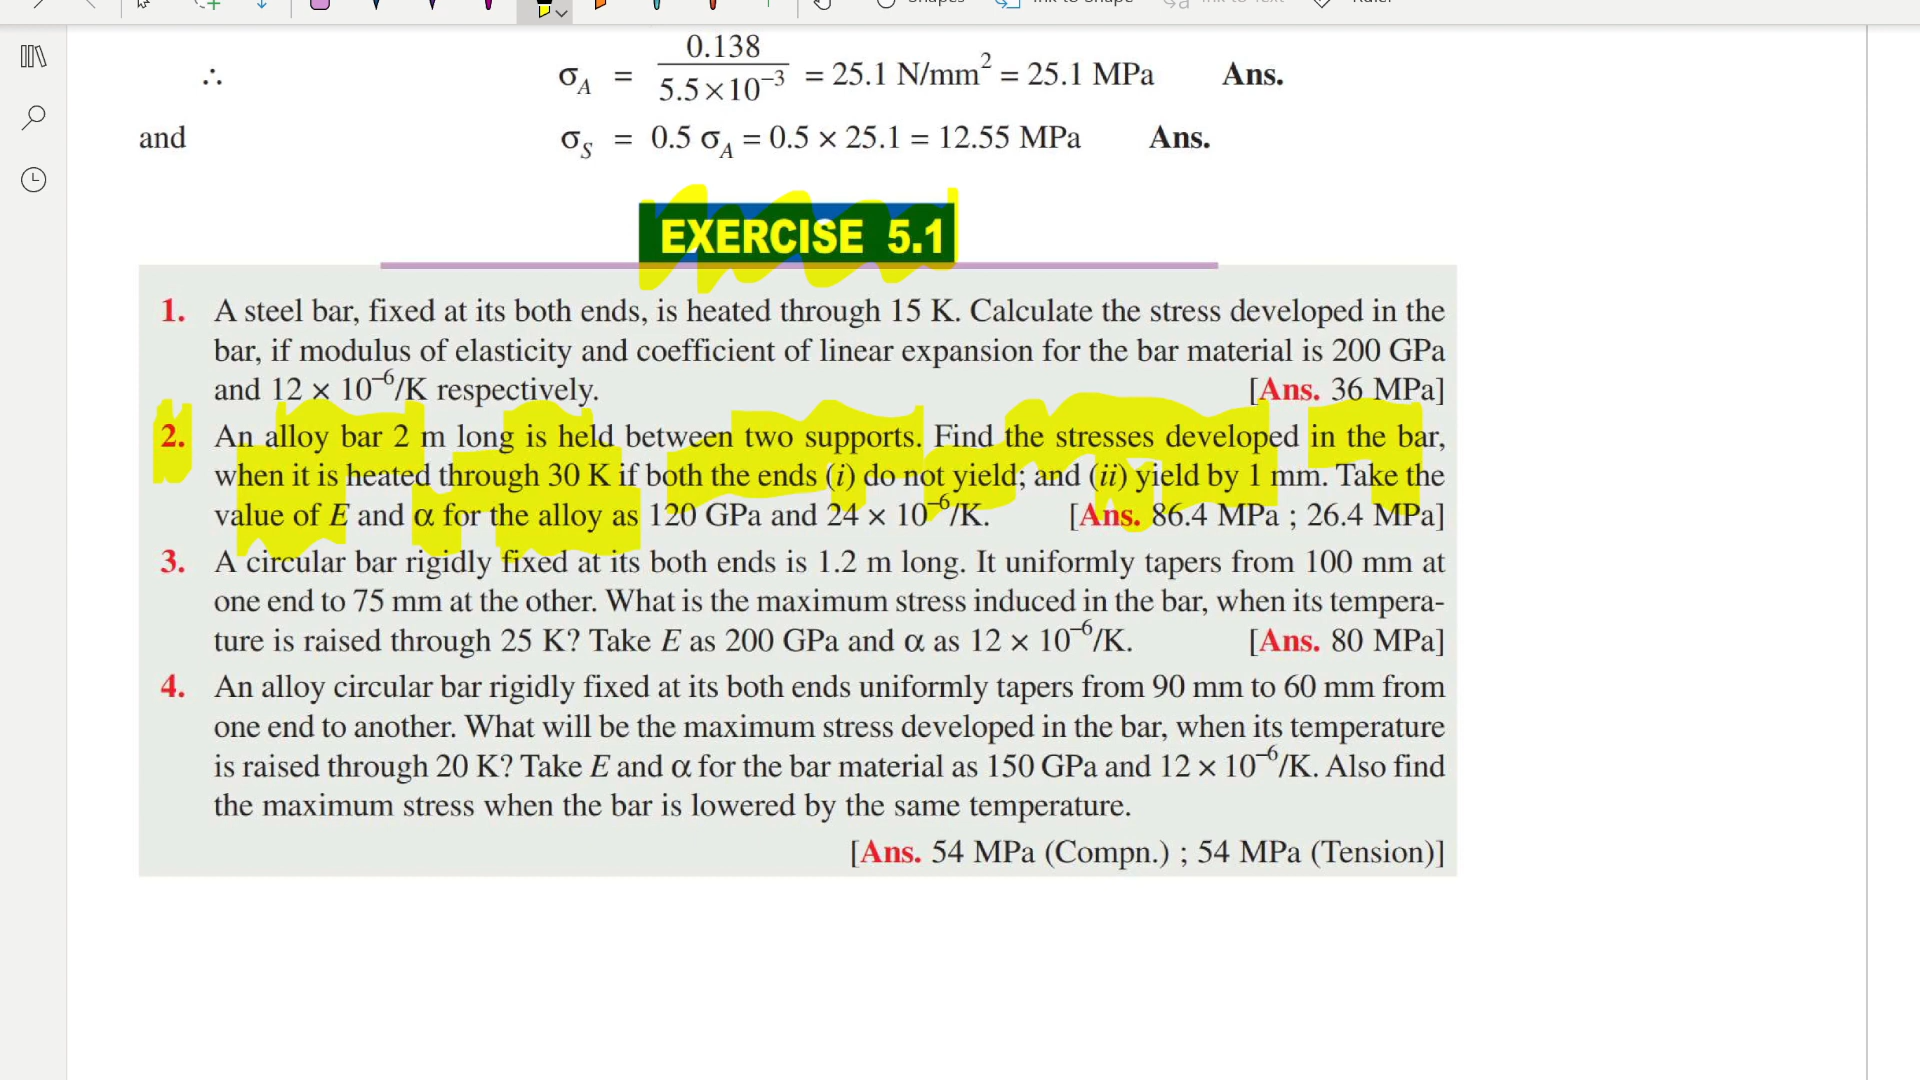 Shapes Ink to Shape Ink to Text Ruler
∴ σ_A = 0.138 / 5.5×10⁻³ = 25.1 N/mm² = 25.1 MPa Ans.
and σ_S = 0.5 σ_A = 0.5 × 25.1 = 12.55 MPa Ans.
EXERCISE 5.1
1. A steel bar, fixed at its both ends, is heated through 15 K. Calculate the stress developed in the
bar, if modulus of elasticity and coefficient of linear expansion for the bar material is 200 GPa
and 12 × 10⁻⁶/K respectively. [Ans. 36 MPa]
2. An alloy bar 2 m long is held between two supports. Find the stresses developed in the bar,
when it is heated through 30 K if both the ends (i) do not yield; and (ii) yield by 1 mm. Take the
value of E and α for the alloy as 120 GPa and 24 × 10⁻⁶/K. [Ans. 86.4 MPa ; 26.4 MPa]
3. A circular bar rigidly fixed at its both ends is 1.2 m long. It uniformly tapers from 100 mm at
one end to 75 mm at the other. What is the maximum stress induced in the bar, when its tempera-
ture is raised through 25 K? Take E as 200 GPa and α as 12 × 10⁻⁶/K. [Ans. 80 MPa]
4. An alloy circular bar rigidly fixed at its both ends uniformly tapers from 90 mm to 60 mm from
one end to another. What will be the maximum stress developed in the bar, when its temperature
is raised through 20 K? Take E and α for the bar material as 150 GPa and 12 × 10⁻⁶/K. Also find
the maximum stress when the bar is lowered by the same temperature.
[Ans. 54 MPa (Compn.) ; 54 MPa (Tension)]